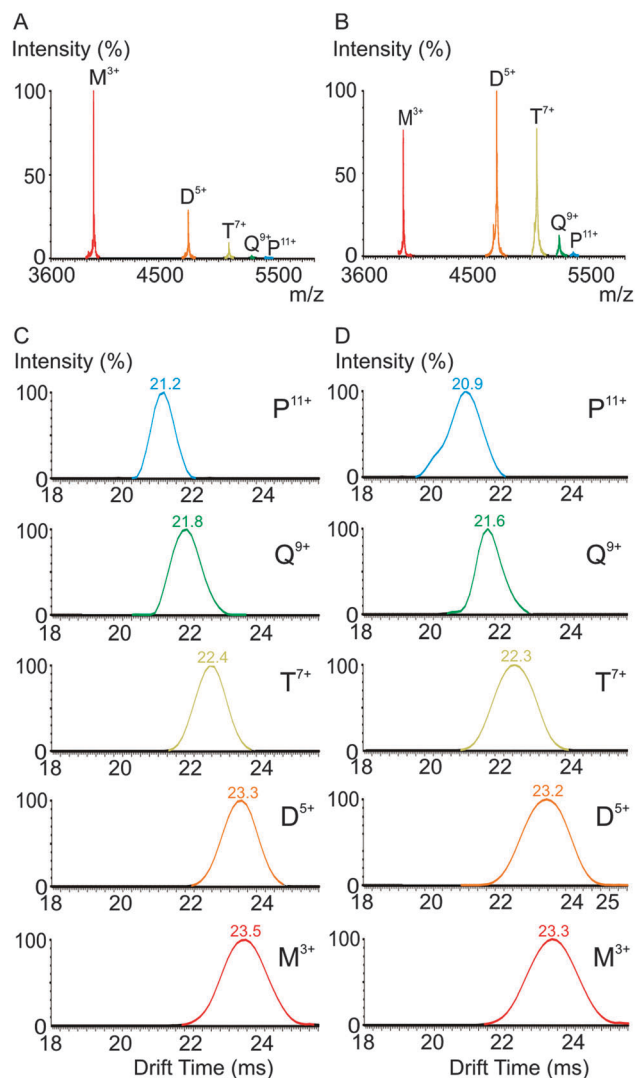 A
Intensity (%)
M³⁺
100
D⁵⁺
50
T⁷⁺
Q⁹⁺
P¹¹⁺
0
3600 4500 5500
m/z
B
Intensity (%)
D⁵⁺
100
M³⁺
T⁷⁺
50
Q⁹⁺
P¹¹⁺
0
3600 4500 5500
m/z
C
Intensity (%)
21.2
100
P¹¹⁺
0
18 20 22 24
21.8
100
Q⁹⁺
0
18 20 22 24
22.4
100
T⁷⁺
0
18 20 22 24
23.3
100
D⁵⁺
0
18 20 22 24
23.5
100
M³⁺
0
18 20 22 24
Drift Time (ms)
D
Intensity (%)
20.9
100
P¹¹⁺
0
18 20 22 24
21.6
100
Q⁹⁺
0
18 20 22 24
22.3
100
T⁷⁺
0
18 20 22 24
23.2
100
D⁵⁺
0
18 20 22 24 25
23.3
100
M³⁺
0
18 20 22 24
Drift Time (ms)